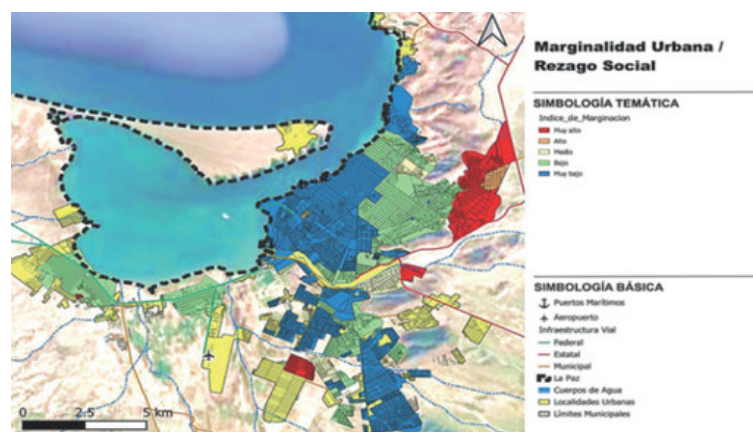 Marginalidad Urbana /
Rezago Social
SIMBOLOGÍA TEMÁTICA
Indice_de_Marginacion
Muy alto
Alto
Medio
Bajo
Muy bajo
SIMBOLOGÍA BÁSICA
Puertos Marítimos
Aeropuerto
Infraestructura Vial
Federal
Estatal
Municipal
La Paz
Cuerpos de Agua
Localidades Urbanas
Límites Municipales
0 2.5 5 km